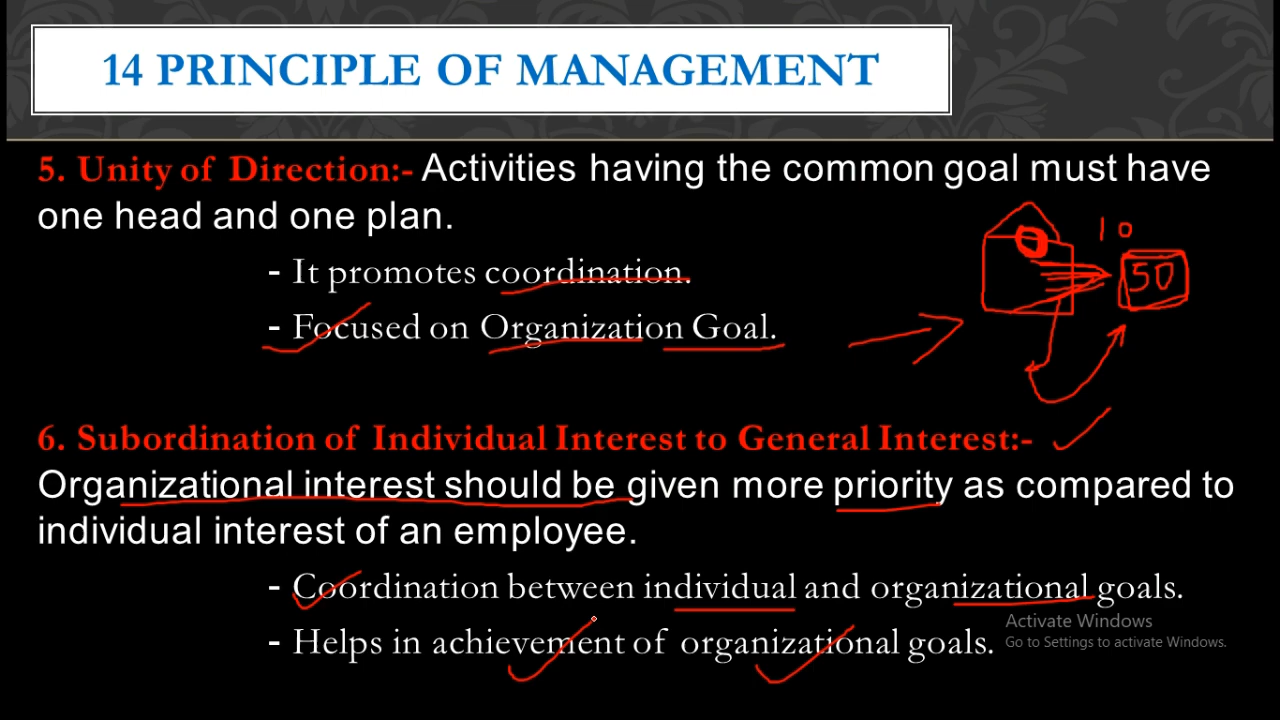 14 PRINCIPLE OF MANAGEMENT
5. Unity of Direction:- Activities having the common goal must have
one head and one plan.
10
50
- It promotes coordination.
- Focused on Organization Goal.
6. Subordination of Individual Interest to General Interest:-
Organizational interest should be given more priority as compared to
individual interest of an employee.
- Coordination between individual and organizational goals.
- Helps in achievement of organizational goals.
Activate Windows
Go to Settings to activate Windows.